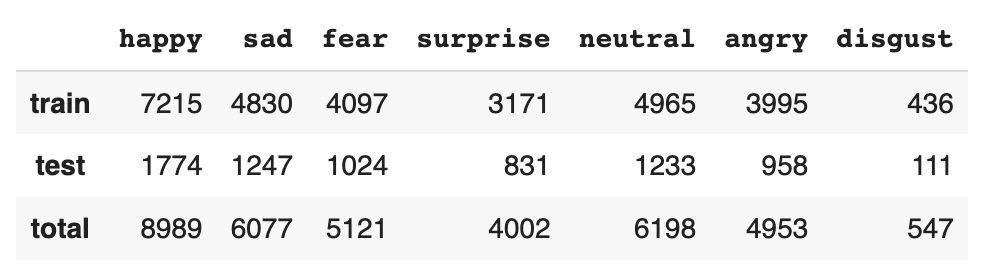 happy sad fear surprise neutral angry disgust
train 7215 4830 4097 3171 4965 3995 436
test 1774 1247 1024 831 1233 958 111
total 8989 6077 5121 4002 6198 4953 547